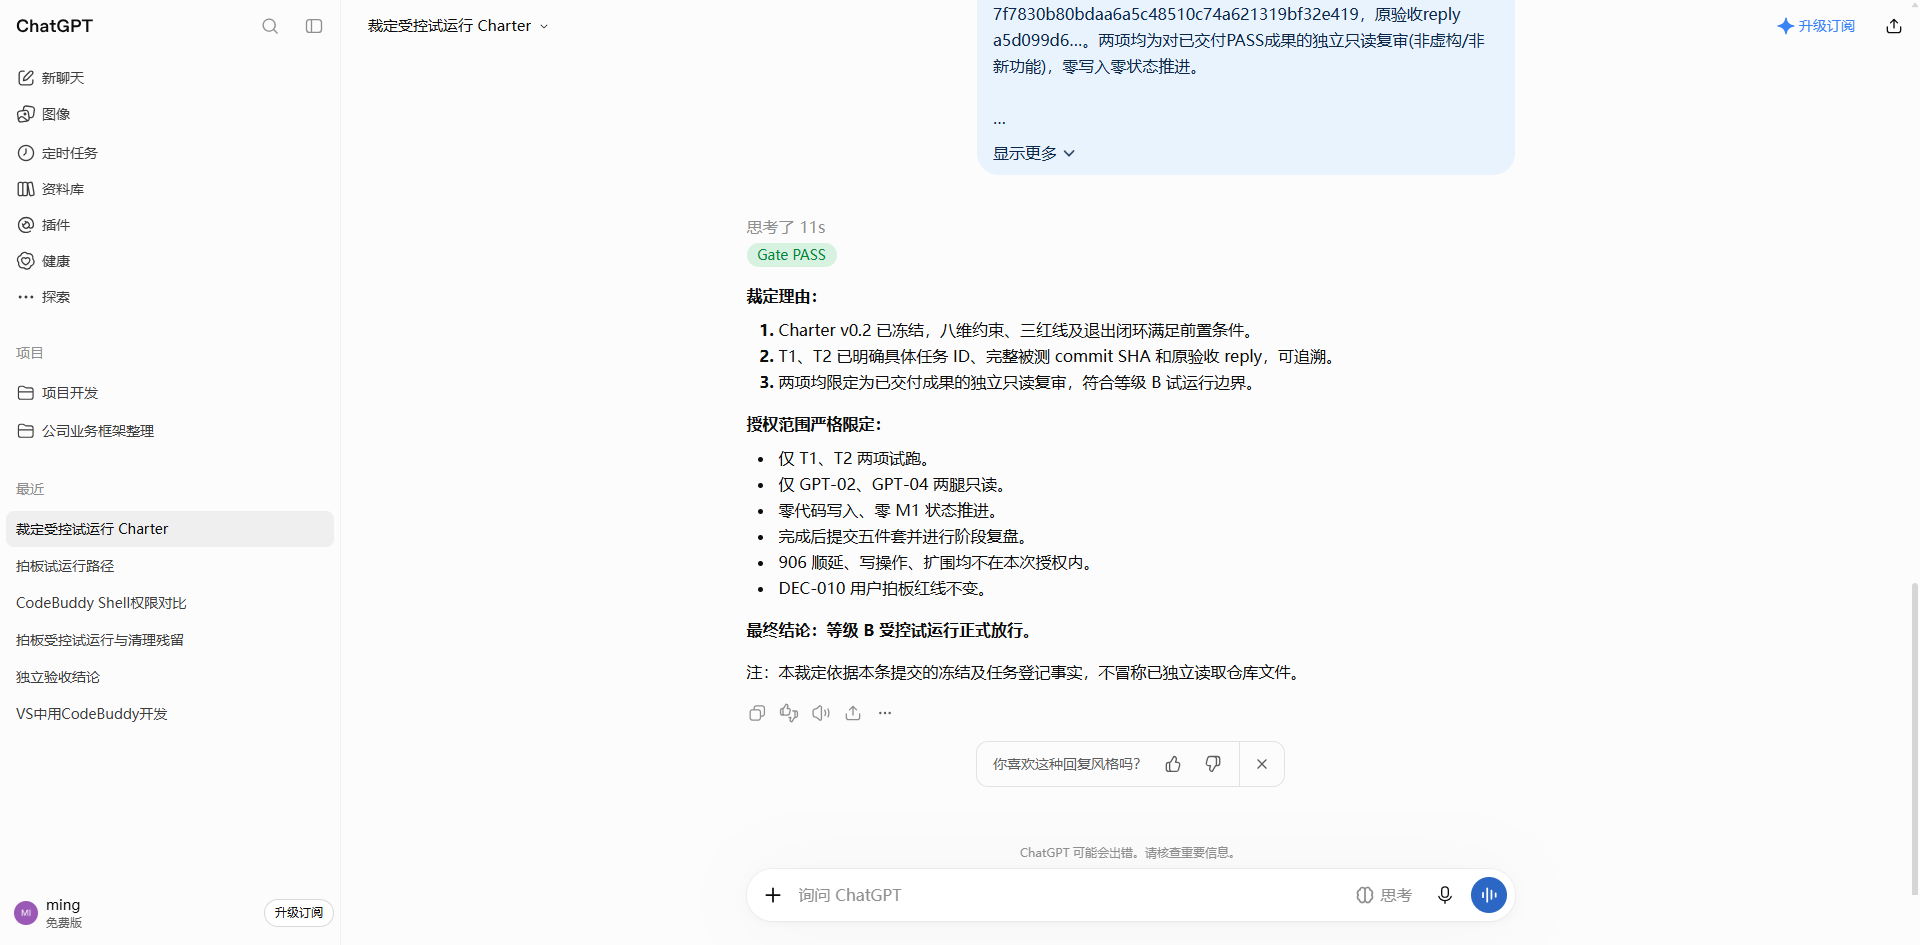 ChatGPT
新聊天
图像
定时任务
资料库
插件
健康
探索
项目
项目开发
公司业务框架整理
最近
裁定受控试运行 Charter
拍板试运行路径
CodeBuddy Shell权限对比
拍板受控试运行与清理残留
独立验收结论
VS中用CodeBuddy开发
MI
ming
免费版
升级订阅
裁定受控试运行 Charter
升级订阅
7f7830b80bdaa6a5c48510c74a621319bf32e419，原验收reply
a5d099d6...。两项均为对已交付PASS成果的独立只读复审(非虚构/非
新功能)，零写入零状态推进。
...
显示更多
思考了 11s
Gate PASS
裁定理由：
1. Charter v0.2 已冻结，八维约束、三红线及退出闭环满足前置条件。
2. T1、T2 已明确具体任务 ID、完整被测 commit SHA 和原验收 reply，可追溯。
3. 两项均限定为已交付成果的独立只读复审，符合等级 B 试运行边界。
授权范围严格限定：
• 仅 T1、T2 两项试跑。
• 仅 GPT-02、GPT-04 两腿只读。
• 零代码写入、零 M1 状态推进。
• 完成后提交五件套并进行阶段复盘。
• 906 顺延、写操作、扩围均不在本次授权内。
• DEC-010 用户拍板红线不变。
最终结论：等级 B 受控试运行正式放行。
注：本裁定依据本条提交的冻结及任务登记事实，不冒称已独立读取仓库文件。
你喜欢这种回复风格吗？
ChatGPT 可能会出错。请核查重要信息。
询问 ChatGPT
思考